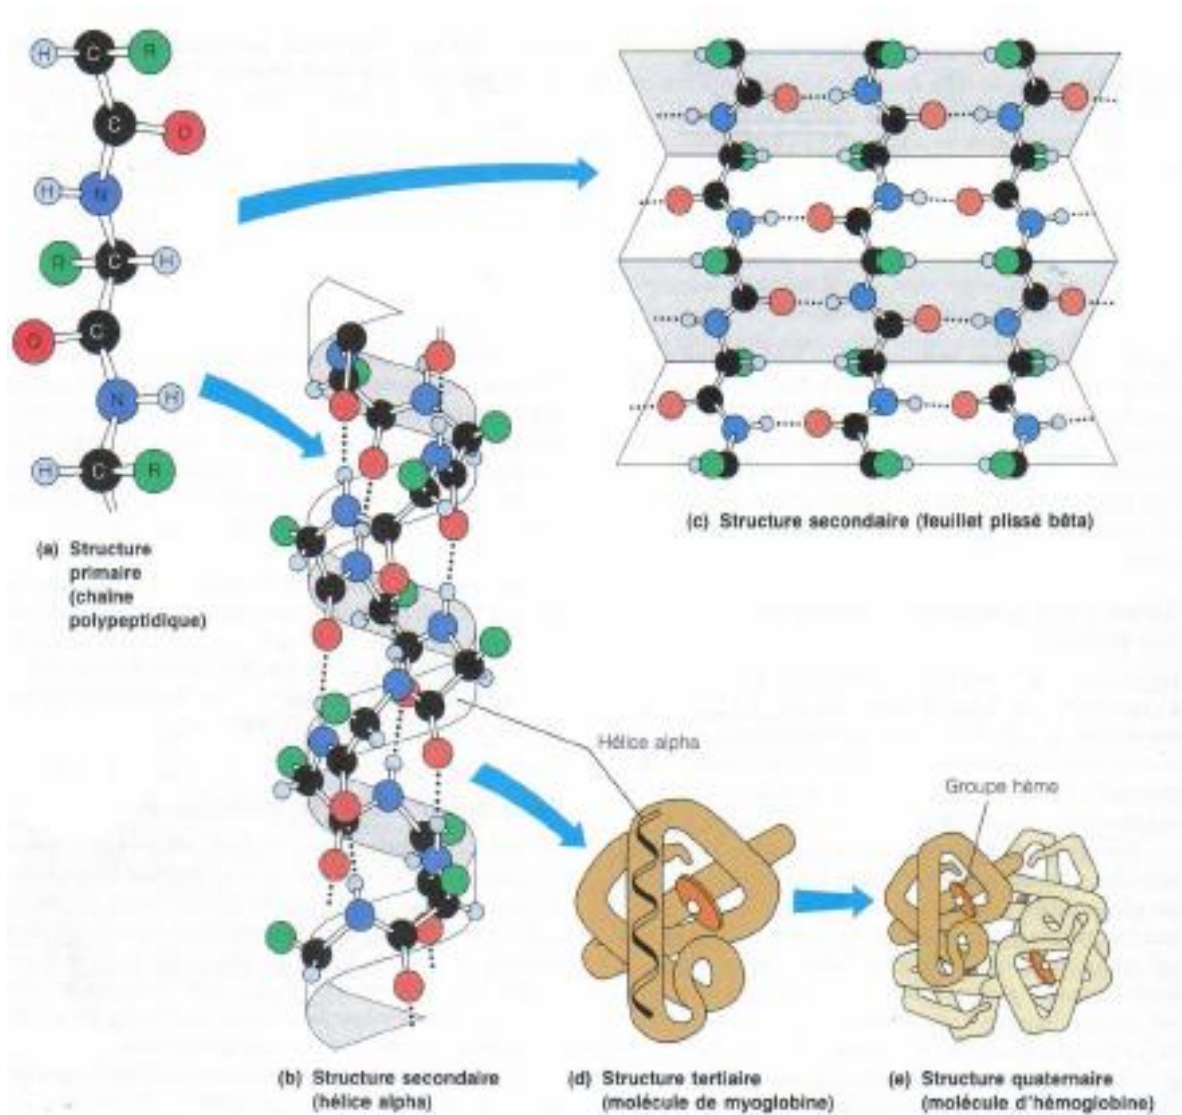 H C R
C O
H N
R C H
O C
N H
H C R
(a) Structure
primaire
(chaîne
polypeptidique)
(c) Structure secondaire (feuillet plissé bêta)
Hélice alpha
Groupe hème
(b) Structure secondaire
(hélice alpha)
(d) Structure tertiaire
(molécule de myoglobine)
(e) Structure quaternaire
(molécule d'hémoglobine)